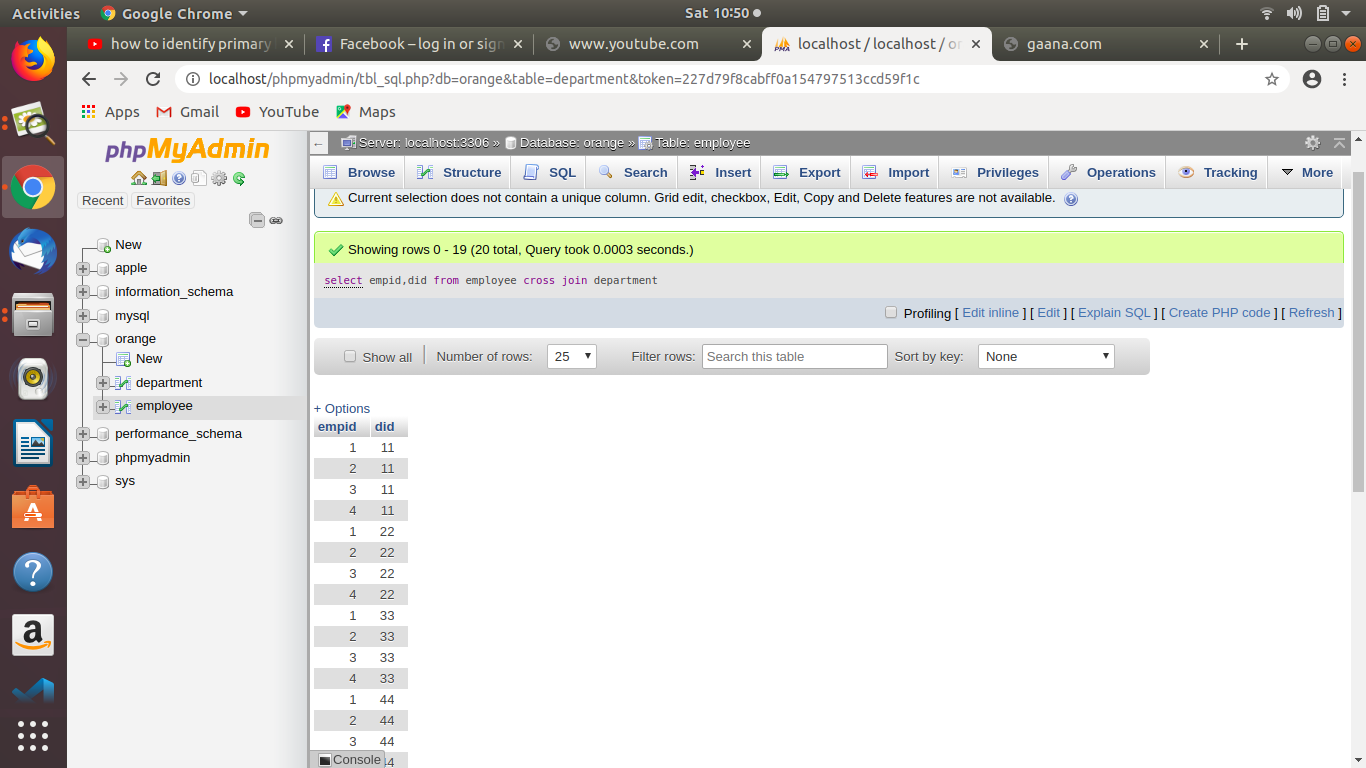 Activities Google Chrome Sat 10:50
how to identify primary Facebook – log in or sign www.youtube.com localhost / localhost / or gaana.com
localhost/phpmyadmin/tbl_sql.php?db=orange&table=department&token=227d79f8cabff0a154797513ccd59f1c
Apps Gmail YouTube Maps
phpMyAdmin
Recent Favorites
New
apple
information_schema
mysql
orange
New
department
employee
performance_schema
phpmyadmin
sys
Server: localhost:3306 » Database: orange » Table: employee
Browse Structure SQL Search Insert Export Import Privileges Operations Tracking More
Current selection does not contain a unique column. Grid edit, checkbox, Edit, Copy and Delete features are not available.
Showing rows 0 - 19 (20 total, Query took 0.0003 seconds.)
select empid,did from employee cross join department
Profiling [ Edit inline ] [ Edit ] [ Explain SQL ] [ Create PHP code ] [ Refresh ]
Show all Number of rows: 25 Filter rows: Search this table Sort by key: None
+ Options
empid did
1 11
2 11
3 11
4 11
1 22
2 22
3 22
4 22
1 33
2 33
3 33
4 33
1 44
2 44
3 44
Console